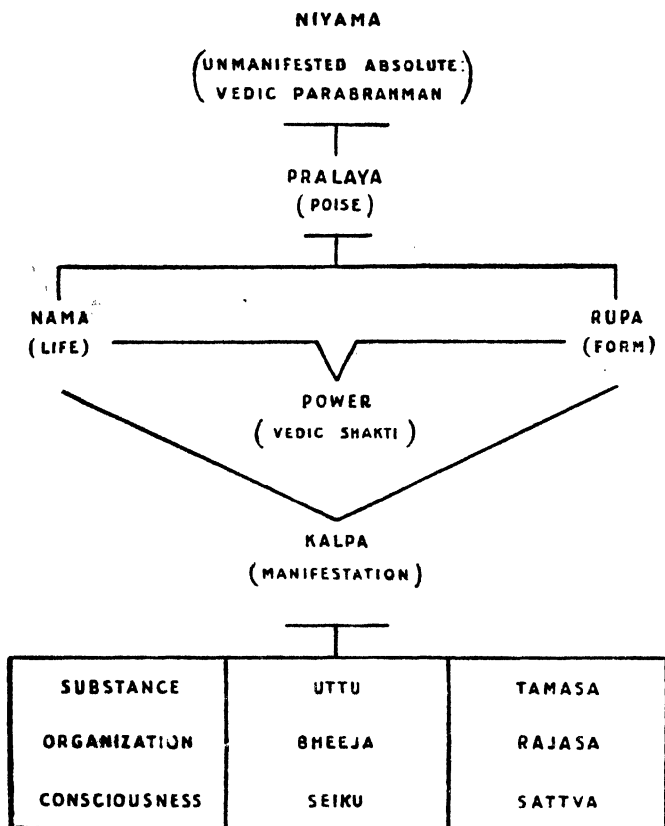 NIYAMA
(UNMANIFESTED ABSOLUTE:
VEDIC PARABRAHMAN)
PRALAYA
(POISE)
NAMA RUPA
(LIFE) (FORM)
POWER
(VEDIC SHAKTI)
KALPA
(MANIFESTATION)
SUBSTANCE UTTU TAMASA
ORGANIZATION BHEEJA RAJASA
CONSCIOUSNESS SEIKU SATTVA